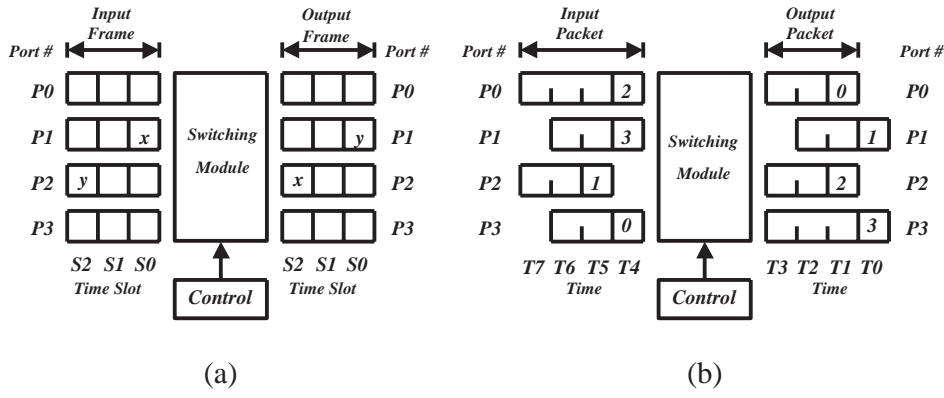 Input
Frame
Output
Frame
Port #
Port #
P0
P0
P1
x
y
P1
Switching
Module
P2
y
x
P2
P3
P3
S2 S1 S0
S2 S1 S0
Time Slot
Time Slot
Control
(a)
Input
Packet
Output
Packet
Port #
Port #
P0
2
0
P0
P1
3
1
P1
Switching
Module
P2
1
2
P2
P3
0
3
P3
T7 T6 T5 T4
T3 T2 T1 T0
Time
Time
Control
(b)